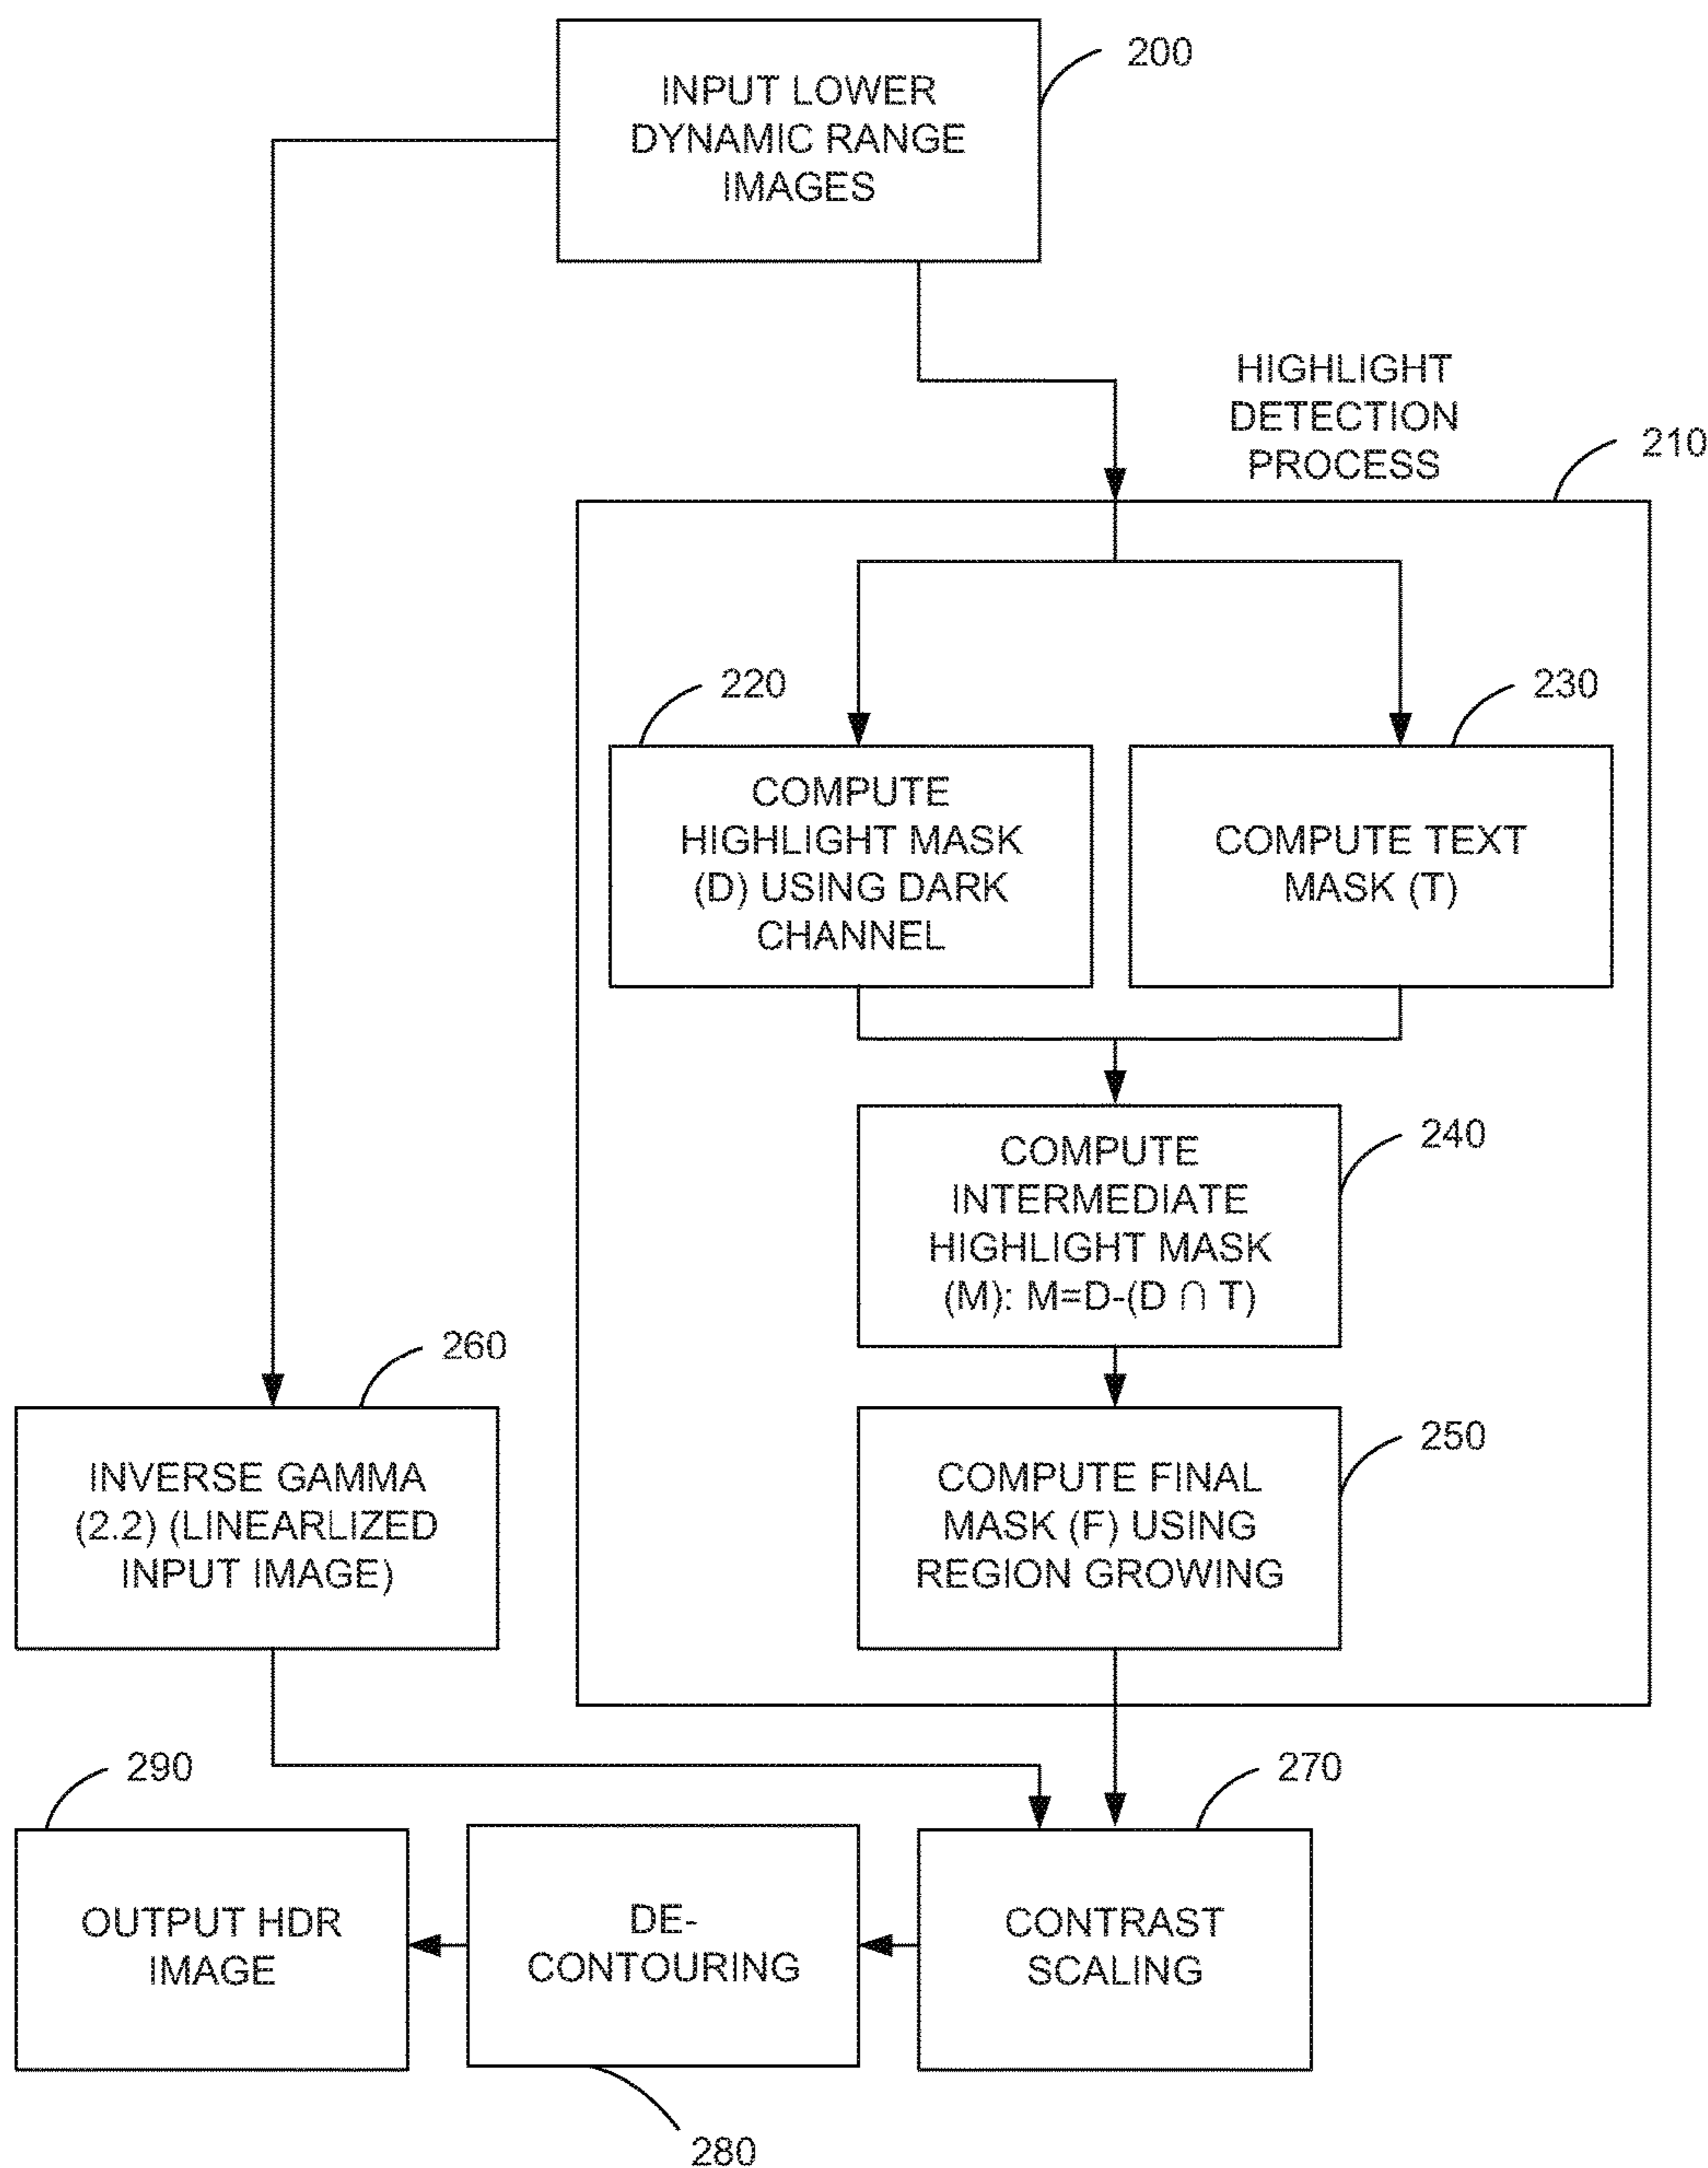 200
INPUT LOWER
DYNAMIC RANGE
IMAGES
HIGHLIGHT
DETECTION
PROCESS
210
220
230
COMPUTE
HIGHLIGHT MASK
(D) USING DARK
CHANNEL
COMPUTE TEXT
MASK (T)
240
COMPUTE
INTERMEDIATE
HIGHLIGHT MASK
(M): M=D-(D ∩ T)
260
INVERSE GAMMA
(2.2) (LINEARLIZED
INPUT IMAGE)
250
COMPUTE FINAL
MASK (F) USING
REGION GROWING
290
OUTPUT HDR
IMAGE
DE-
CONTOURING
280
270
CONTRAST
SCALING